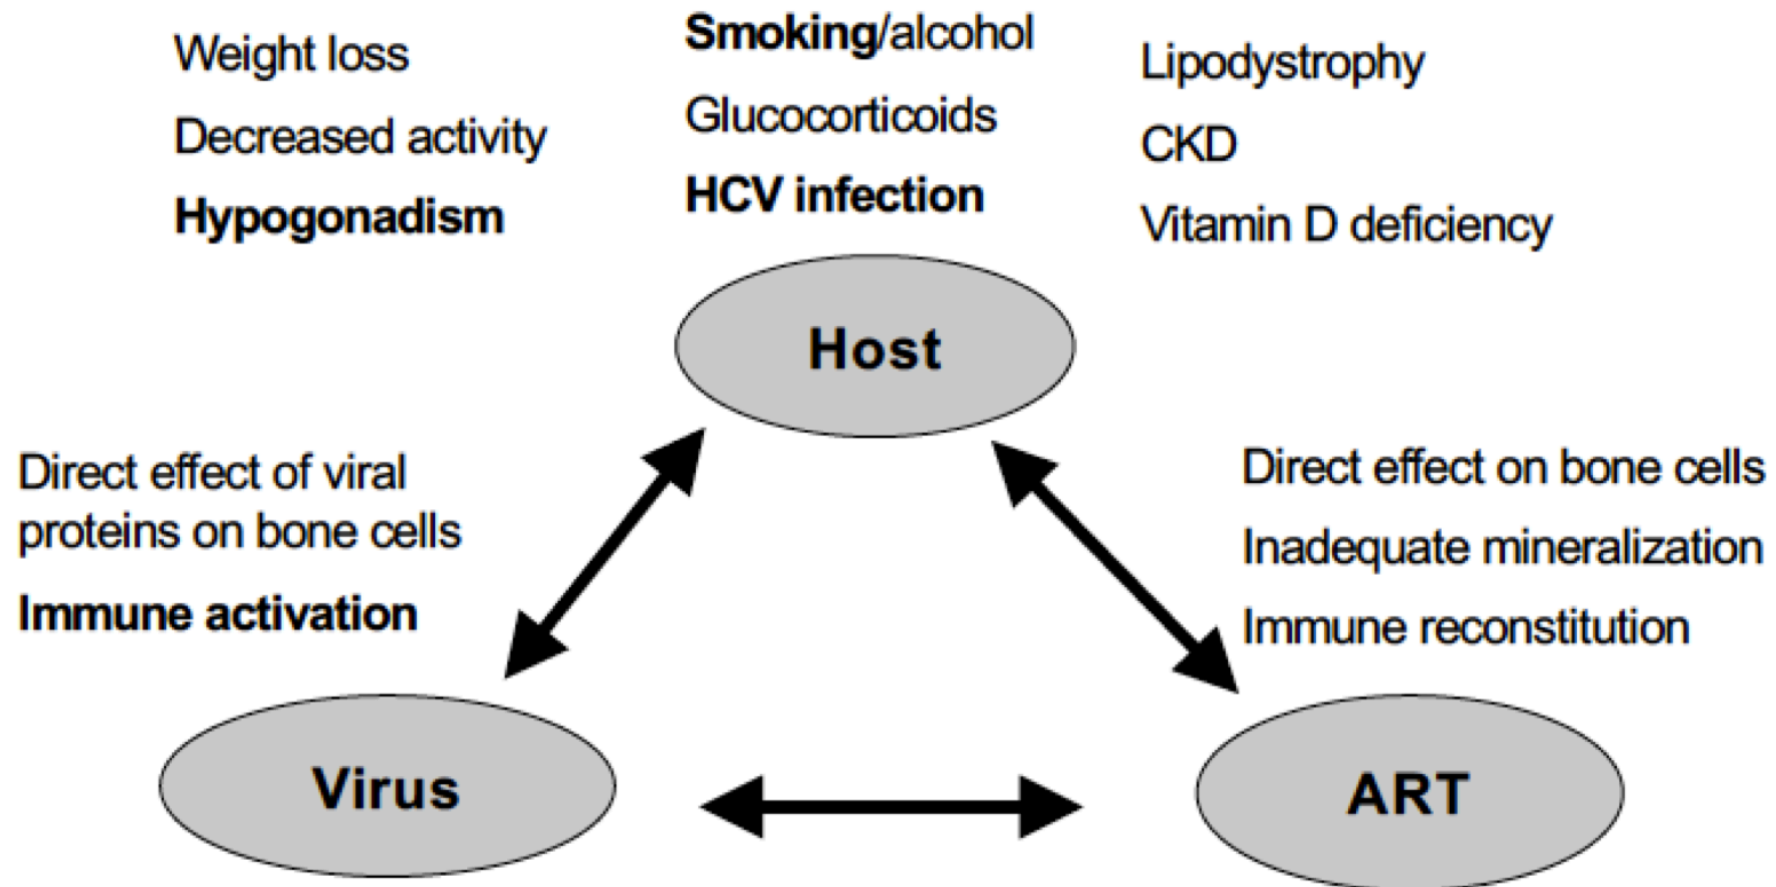 Weight loss
Decreased activity
Hypogonadism
Smoking/alcohol
Glucocorticoids
HCV infection
Lipodystrophy
CKD
Vitamin D deficiency
Host
Direct effect of viral
proteins on bone cells
Immune activation
Direct effect on bone cells
Inadequate mineralization
Immune reconstitution
Virus
ART